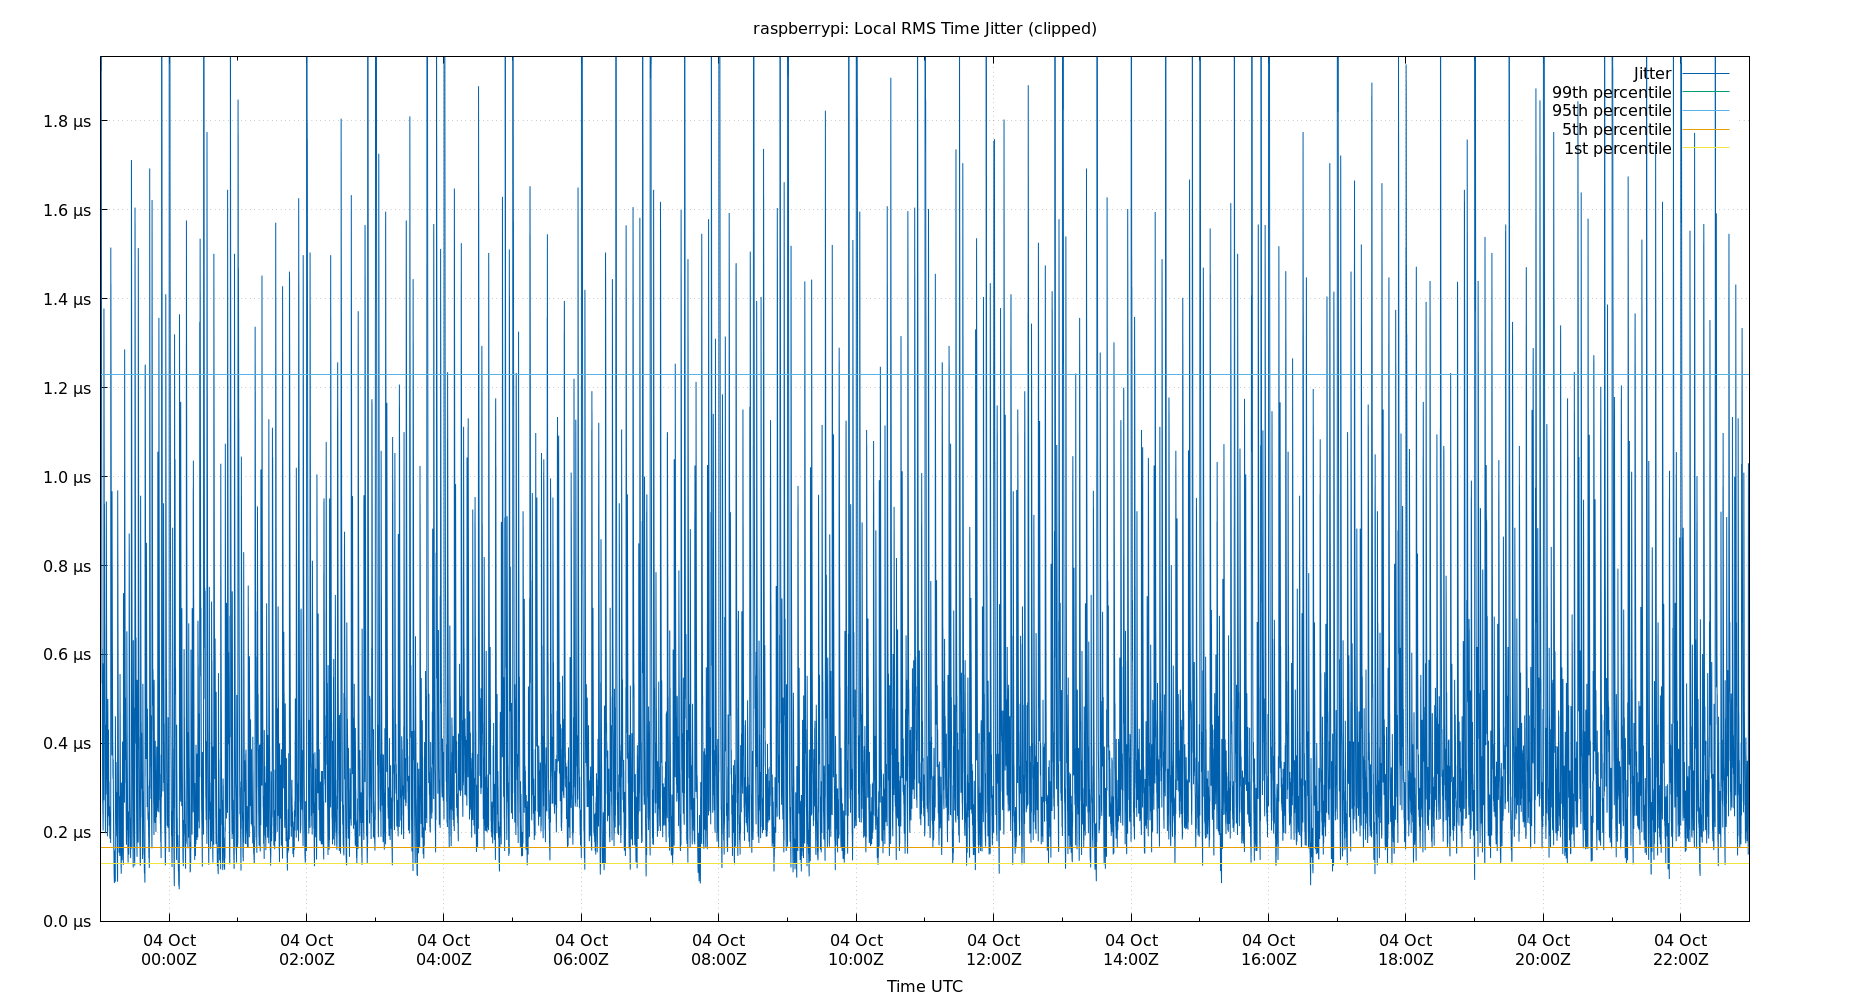 raspberrypi: Local RMS Time Jitter (clipped)
Jitter
99th percentile
95th percentile
5th percentile
1st percentile
1.8 μs
1.6 μs
1.4 μs
1.2 μs
1.0 μs
0.8 μs
0.6 μs
0.4 μs
0.2 μs
0.0 μs
04 Oct 04 Oct 04 Oct 04 Oct 04 Oct 04 Oct 04 Oct 04 Oct 04 Oct 04 Oct 04 Oct 04 Oct
00:00Z 02:00Z 04:00Z 06:00Z 08:00Z 10:00Z 12:00Z 14:00Z 16:00Z 18:00Z 20:00Z 22:00Z
Time UTC